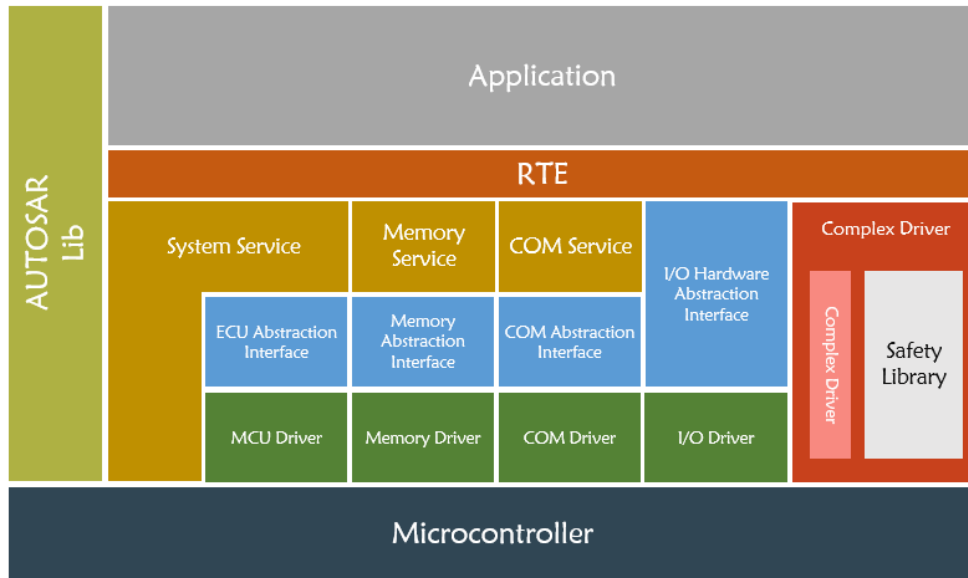 AUTOSAR
Lib
Application
RTE
System Service
Memory
Service
COM Service
I/O Hardware
Abstraction
Interface
Complex Driver
ECU Abstraction
Interface
Memory
Abstraction
Interface
COM Abstraction
Interface
Complex Driver
Safety
Library
MCU Driver
Memory Driver
COM Driver
I/O Driver
Microcontroller